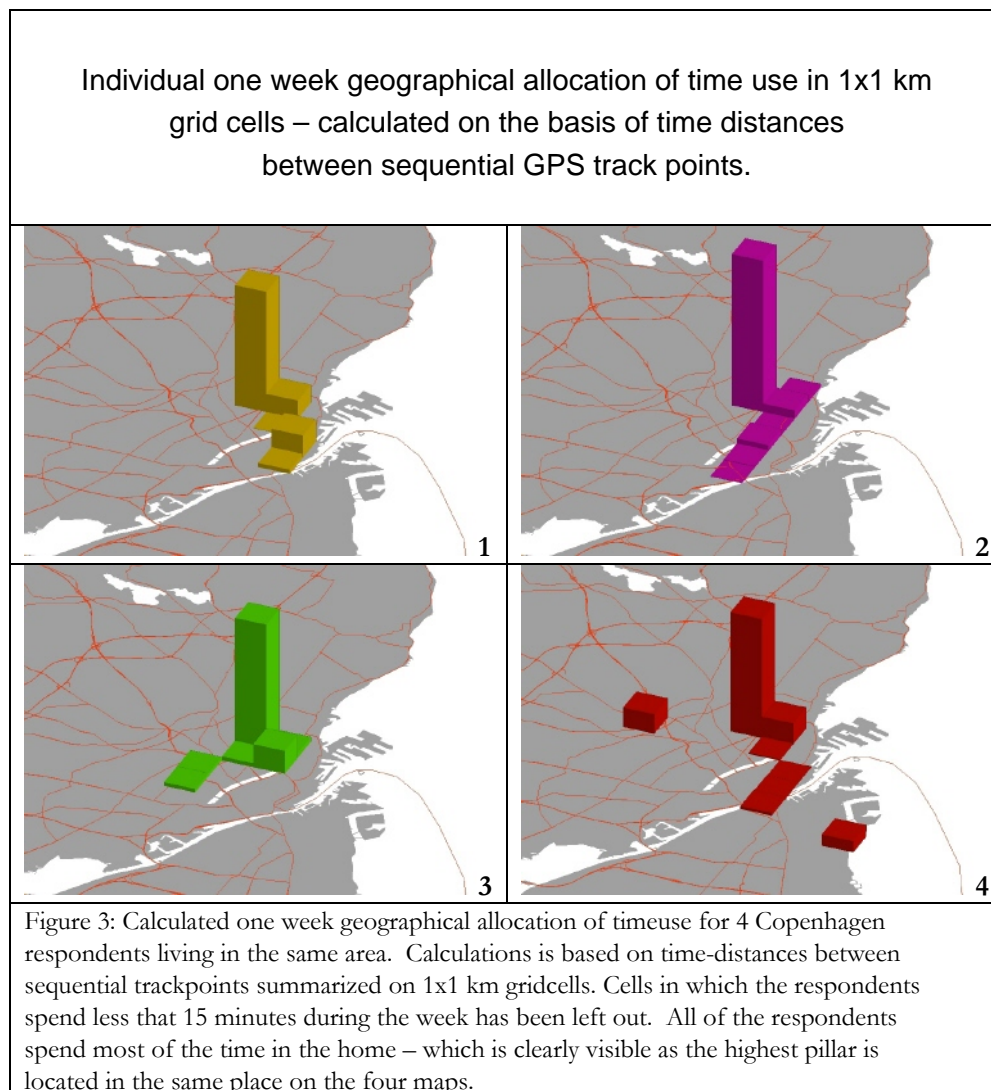 Individual one week geographical allocation of time use in 1x1 km
grid cells – calculated on the basis of time distances
between sequential GPS track points.
1
2
3
4
Figure 3: Calculated one week geographical allocation of timeuse for 4 Copenhagen
respondents living in the same area.  Calculations is based on time-distances between
sequential trackpoints summarized on 1x1 km gridcells. Cells in which the respondents
spend less that 15 minutes during the week has been left out.  All of the respondents
spend most of the time in the home – which is clearly visible as the highest pillar is
located in the same place on the four maps.